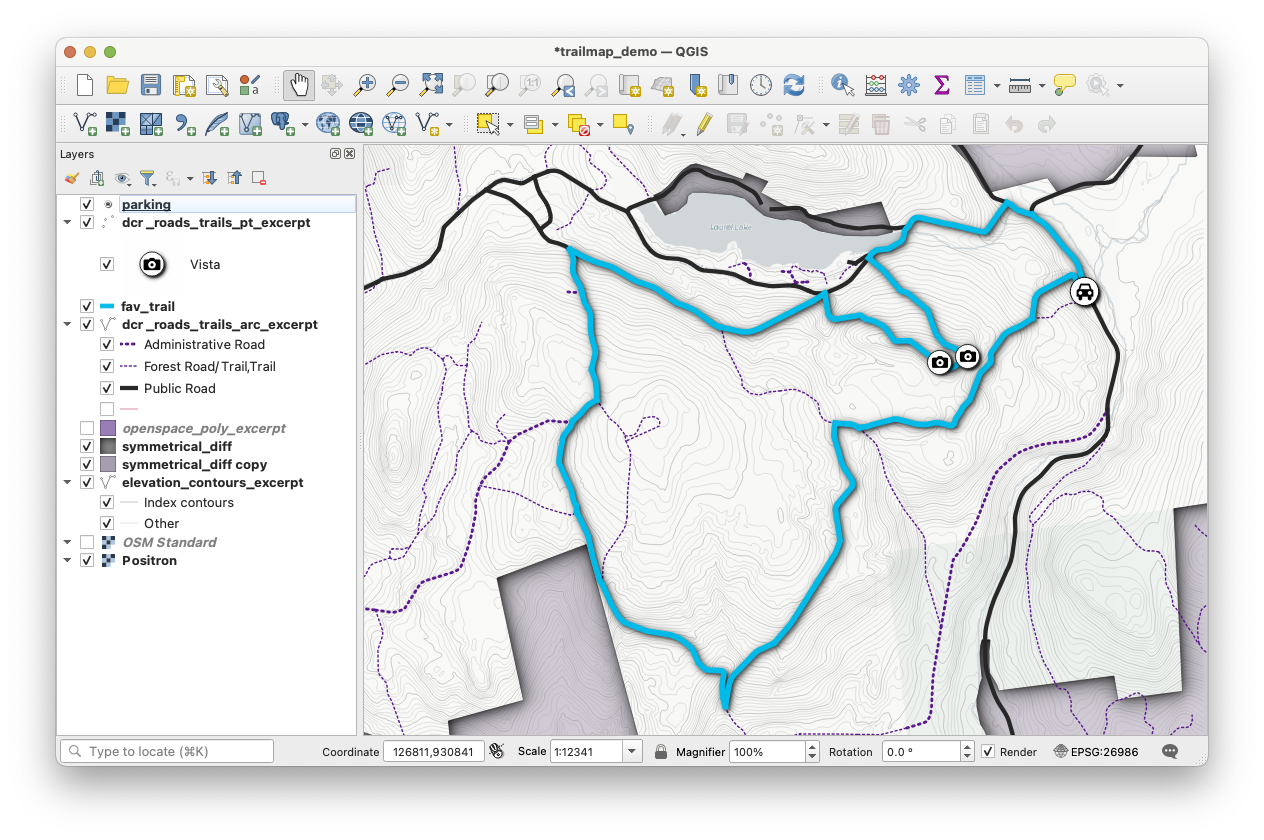 *trailmap_demo — QGIS
a
1:1
Layers
parking
dcr _roads_trails_pt_excerpt
Vista
fav_trail
dcr _roads_trails_arc_excerpt
Administrative Road
Forest Road/ Trail,Trail
Public Road
openspace_poly_excerpt
symmetrical_diff
symmetrical_diff copy
elevation_contours_excerpt
Index contours
Other
OSM Standard
Positron
Laurel Lake
Type to locate (⌘K)
Coordinate 126811,930841 Scale 1:12341 Magnifier 100% Rotation 0.0 ° Render EPSG:26986